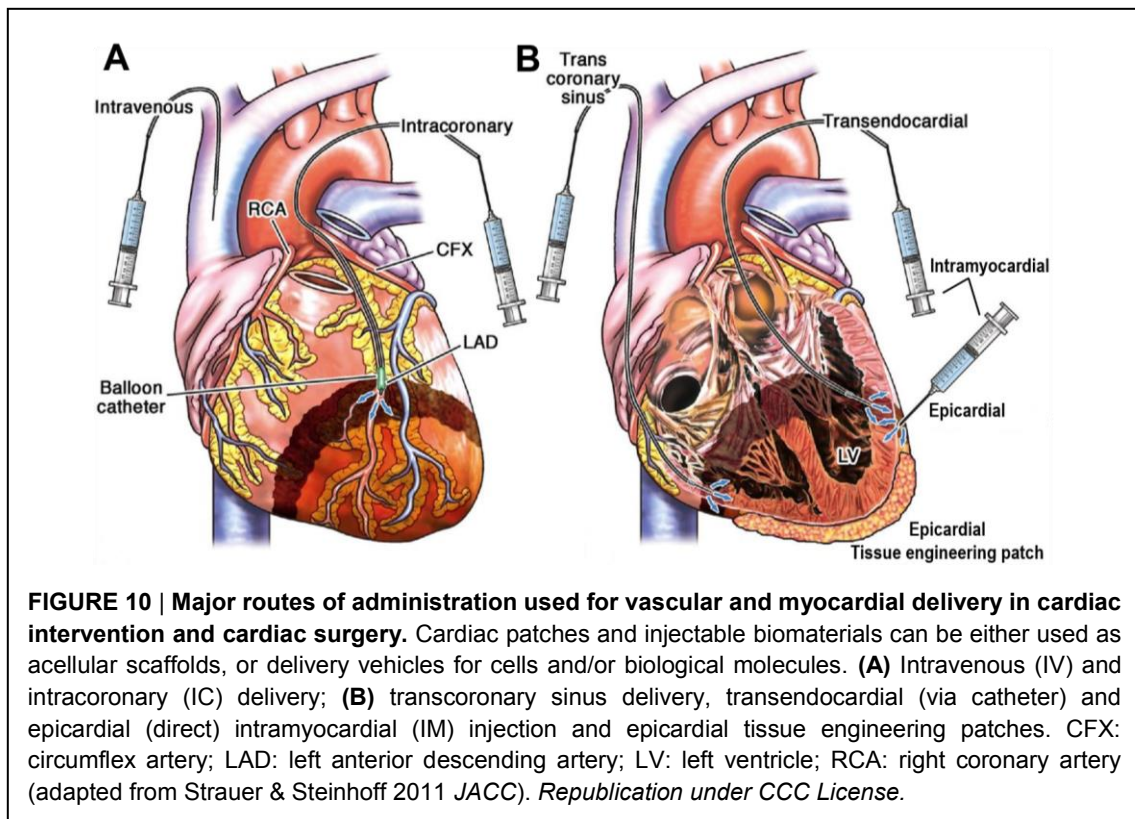 A
Intravenous
Intracoronary
RCA
CFX
LAD
Balloon
catheter
B
Trans
coronary
sinus
Transendocardial
Intramyocardial
Epicardial
LV
Epicardial
Tissue engineering patch
FIGURE 10 | Major routes of administration used for vascular and myocardial delivery in cardiac
intervention and cardiac surgery. Cardiac patches and injectable biomaterials can be either used as
acellular scaffolds, or delivery vehicles for cells and/or biological molecules. (A) Intravenous (IV) and
intracoronary (IC) delivery; (B) transcoronary sinus delivery, transendocardial (via catheter) and
epicardial (direct) intramyocardial (IM) injection and epicardial tissue engineering patches. CFX:
circumflex artery; LAD: left anterior descending artery; LV: left ventricle; RCA: right coronary artery
(adapted from Strauer & Steinhoff 2011 JACC). Republication under CCC License.